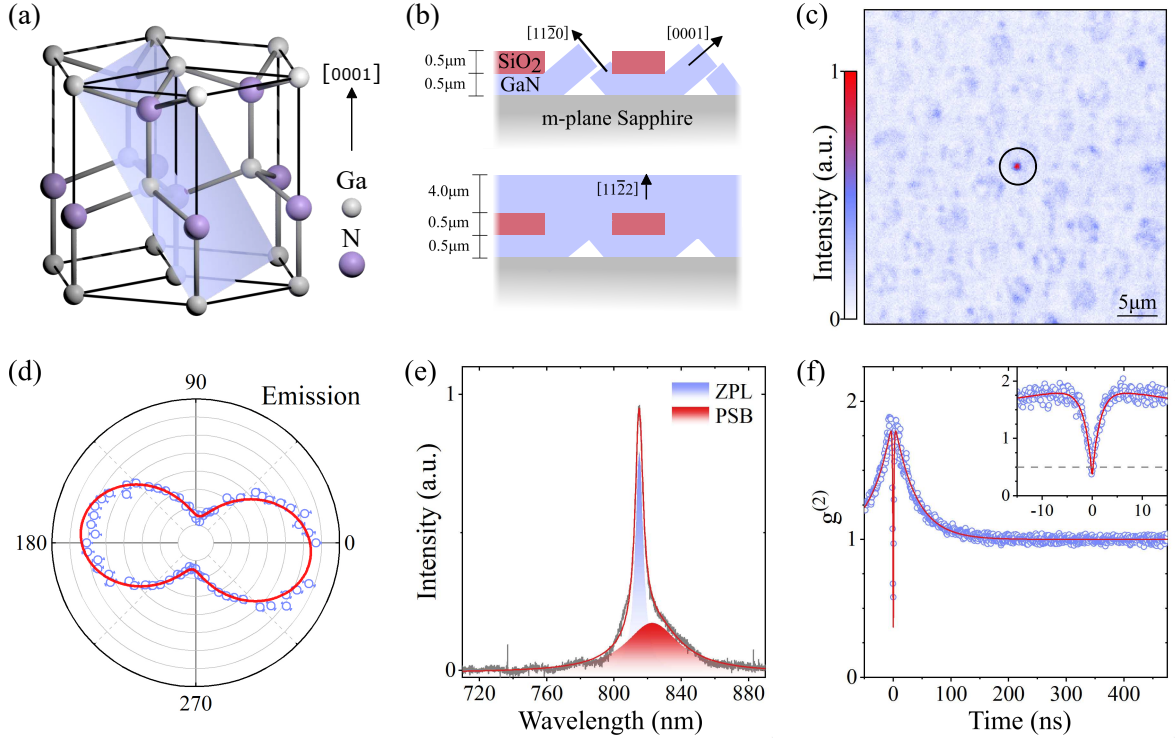 (a)
[0001]
Ga
N
(b)
[112̅0]
[0001]
0.5μm
SiO₂
0.5μm
GaN
m-plane Sapphire
4.0μm
[112̅2]
0.5μm
0.5μm
(c)
1
Intensity (a.u.)
0
5μm
(d)
90
Emission
180
0
270
(e)
1
ZPL
PSB
Intensity (a.u.)
0
720 760 800 840 880
Wavelength (nm)
(f)
2
g⁽²⁾
1
0
2
1
0
-10 0 10
0 100 200 300 400
Time (ns)